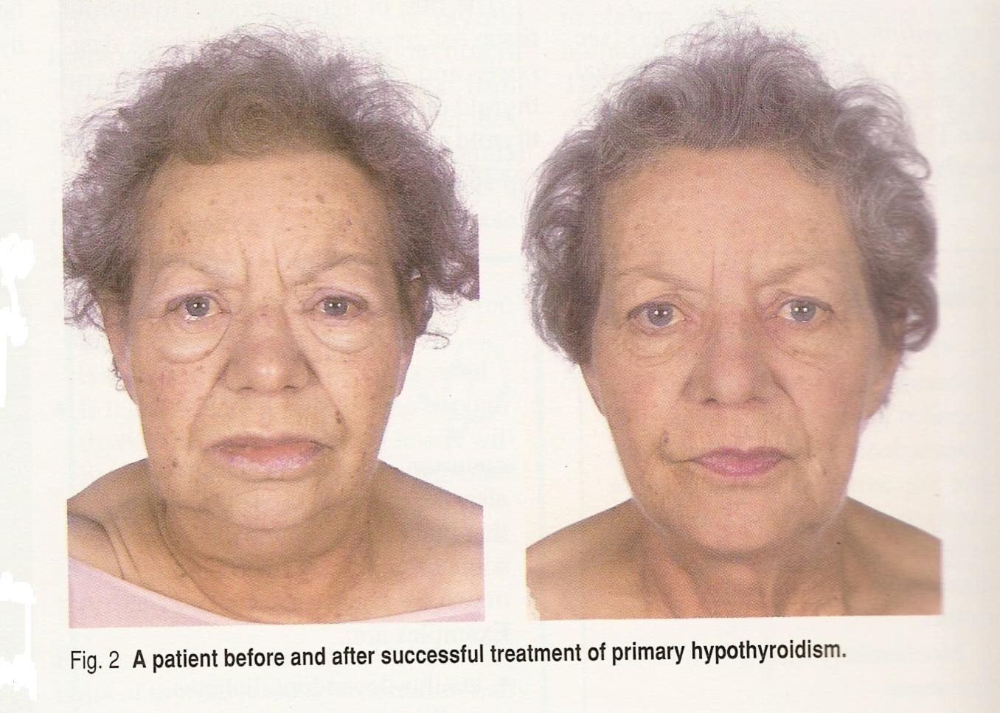 Fig. 2 A patient before and after successful treatment of primary hypothyroidism.